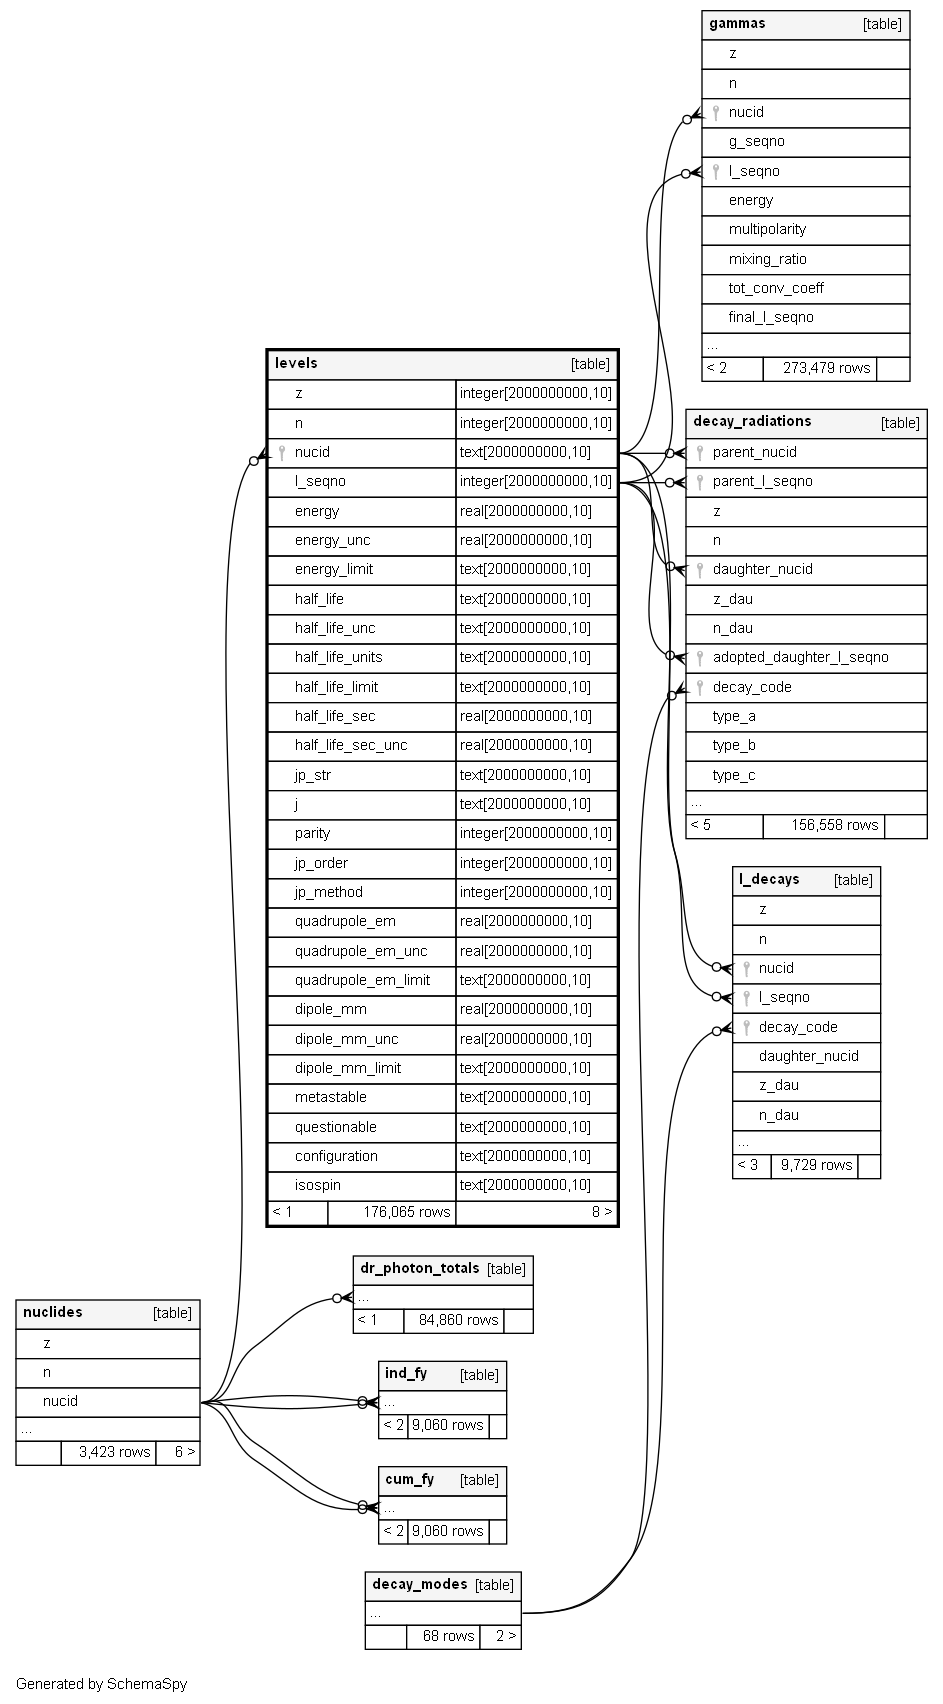 gammas [table]
z
n
nucid
g_seqno
l_seqno
energy
multipolarity
mixing_ratio
tot_conv_coeff
final_l_seqno
...
< 2 273,479 rows
levels [table]
z integer[2000000000,10]
n integer[2000000000,10]
nucid text[2000000000,10]
l_seqno integer[2000000000,10]
energy real[2000000000,10]
energy_unc real[2000000000,10]
energy_limit text[2000000000,10]
half_life text[2000000000,10]
half_life_unc text[2000000000,10]
half_life_units text[2000000000,10]
half_life_limit text[2000000000,10]
half_life_sec real[2000000000,10]
half_life_sec_unc real[2000000000,10]
jp_str text[2000000000,10]
j text[2000000000,10]
parity integer[2000000000,10]
jp_order integer[2000000000,10]
jp_method integer[2000000000,10]
quadrupole_em real[2000000000,10]
quadrupole_em_unc real[2000000000,10]
quadrupole_em_limit text[2000000000,10]
dipole_mm real[2000000000,10]
dipole_mm_unc real[2000000000,10]
dipole_mm_limit text[2000000000,10]
metastable text[2000000000,10]
questionable text[2000000000,10]
configuration text[2000000000,10]
isospin text[2000000000,10]
< 1 176,065 rows 8 >
decay_radiations [table]
parent_nucid
parent_l_seqno
z
n
daughter_nucid
z_dau
n_dau
adopted_daughter_l_seqno
decay_code
type_a
type_b
type_c
...
< 5 156,558 rows
l_decays [table]
z
n
nucid
l_seqno
decay_code
daughter_nucid
z_dau
n_dau
...
< 3 9,729 rows
dr_photon_totals [table]
...
< 1 84,860 rows
nuclides [table]
z
n
nucid
...
3,423 rows 6 >
ind_fy [table]
...
< 2 9,060 rows
cum_fy [table]
...
< 2 9,060 rows
decay_modes [table]
...
68 rows 2 >
Generated by SchemaSpy